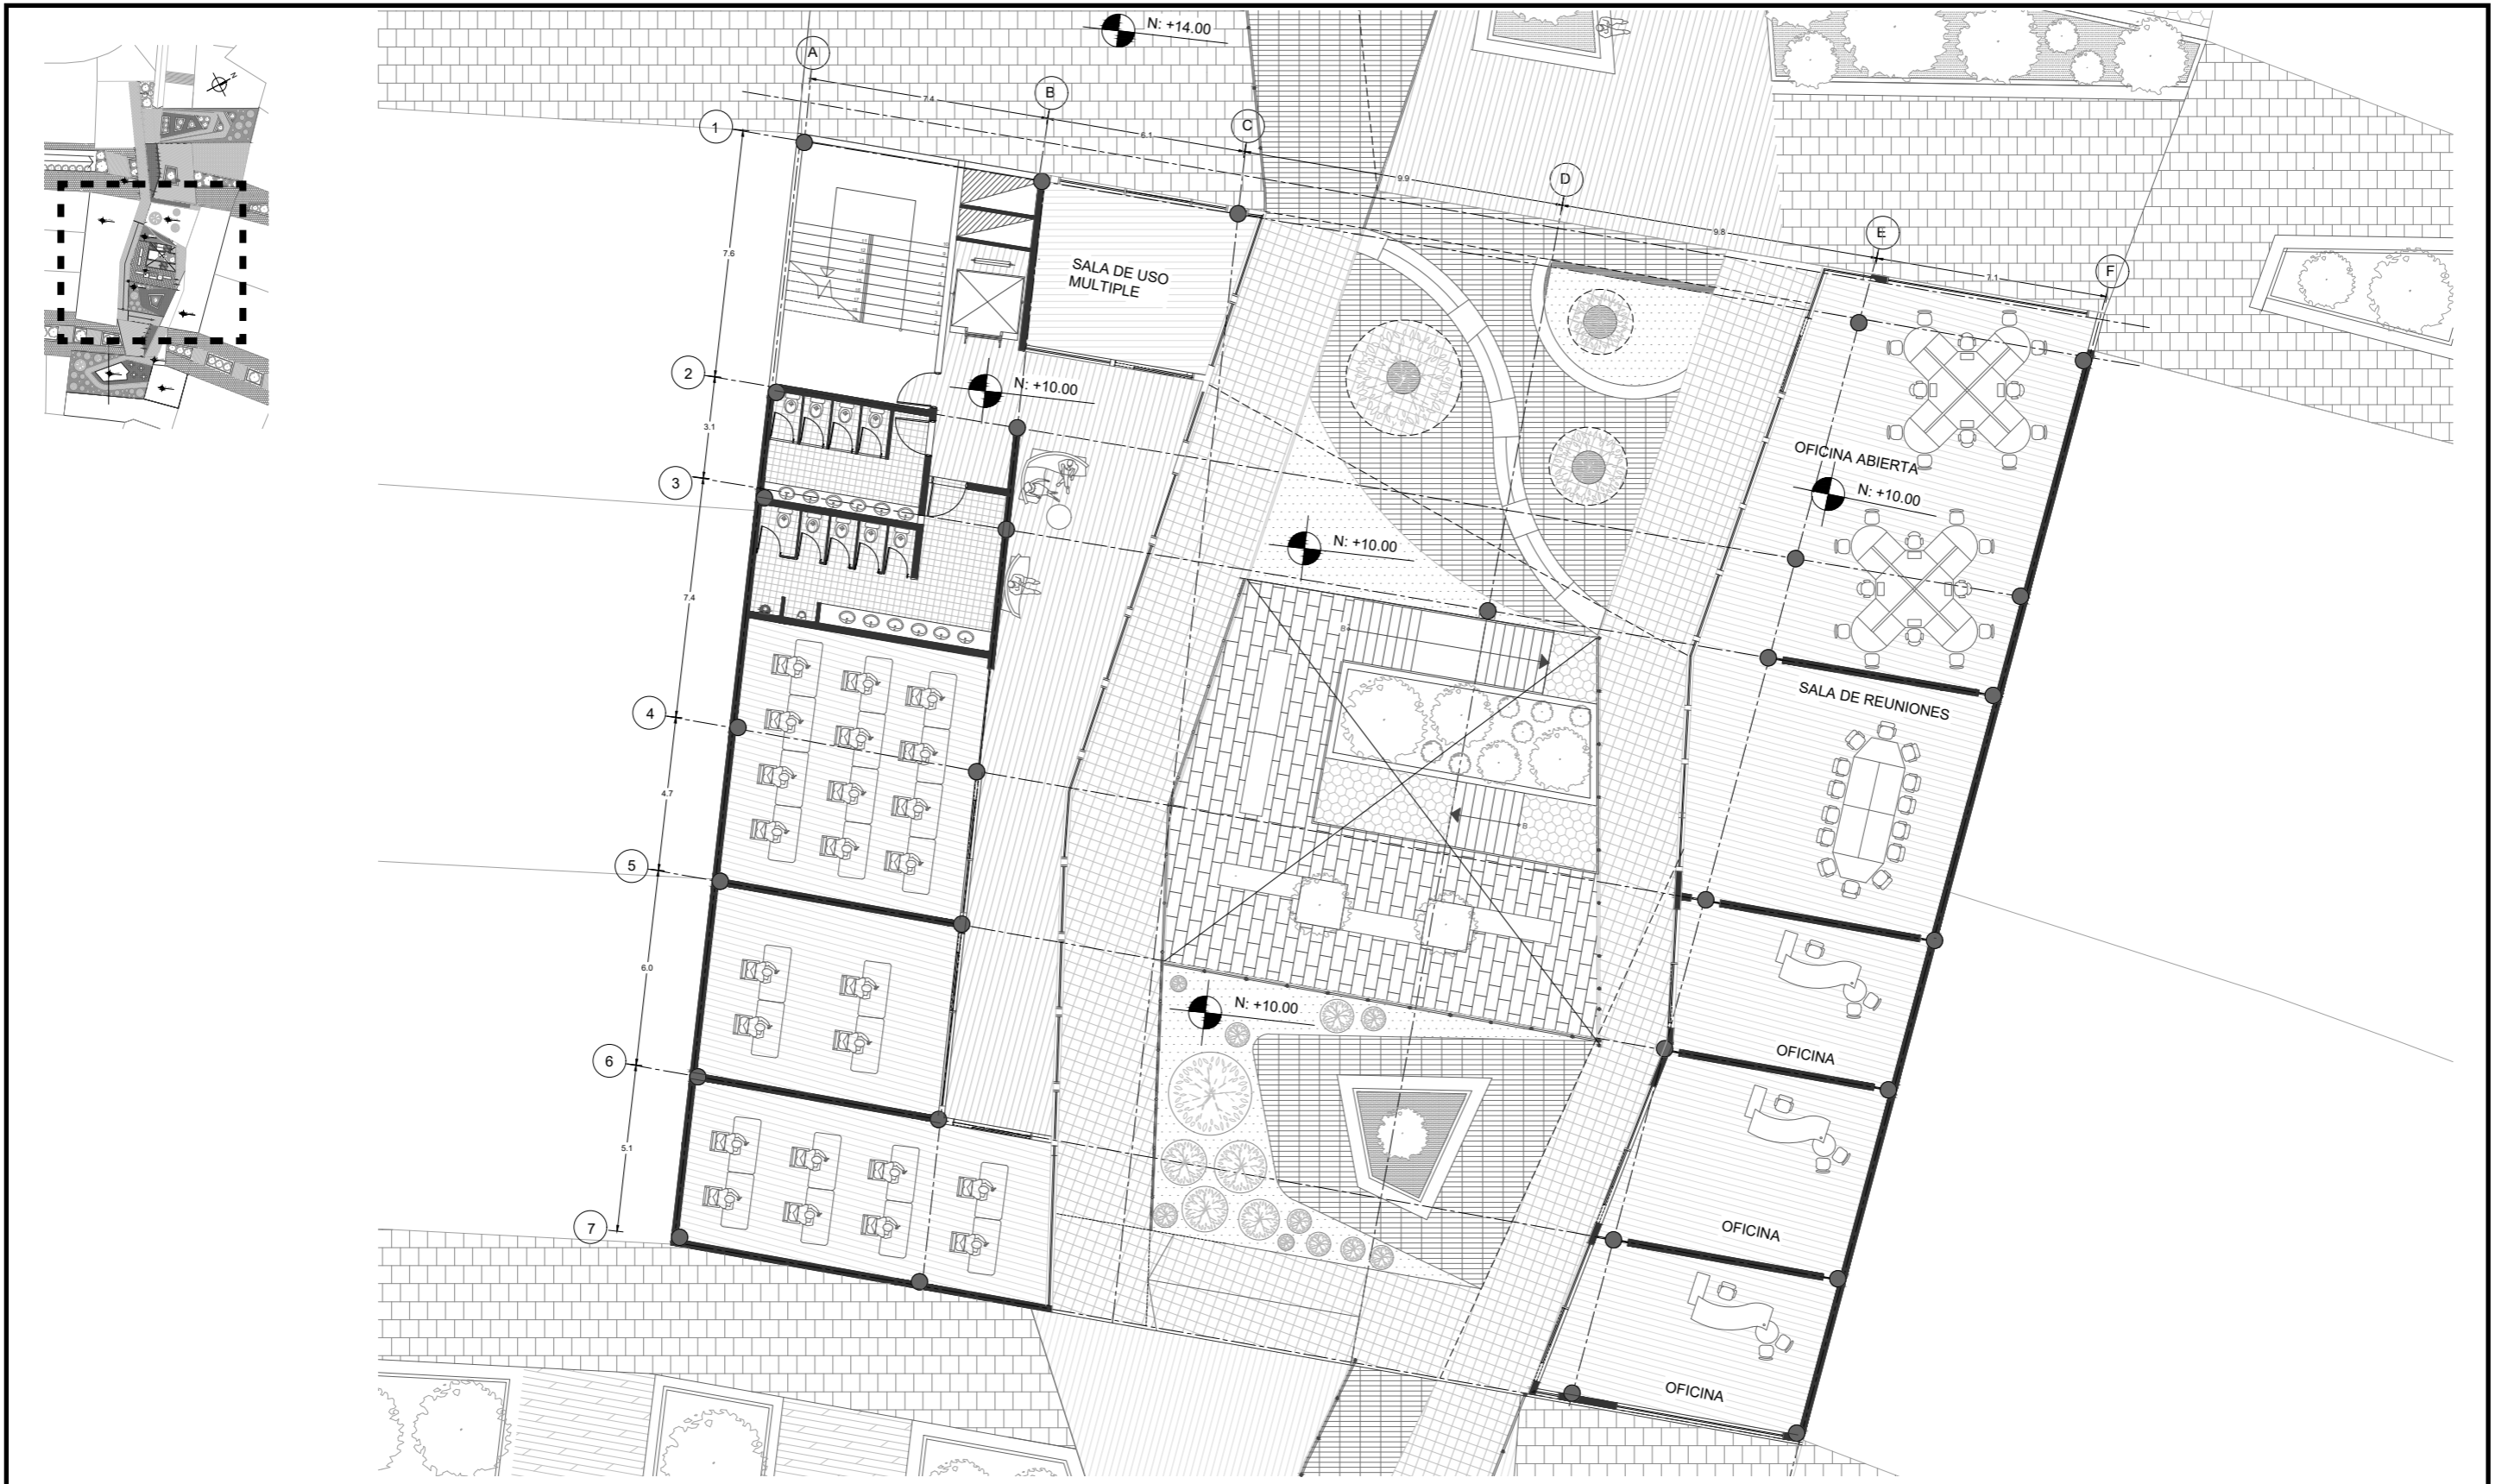 N: +14.00
A
7.4
B
6.1
C
9.9
D
9.8
E
7.1
F
1
7.6
2
3.1
3
7.4
4
4.7
5
6.0
6
5.1
7
N
SALA DE USO
MULTIPLE
N: +10.00
OFICINA ABIERTA
N: +10.00
N: +10.00
SALA DE REUNIONES
N: +10.00
OFICINA
OFICINA
OFICINA
B
B